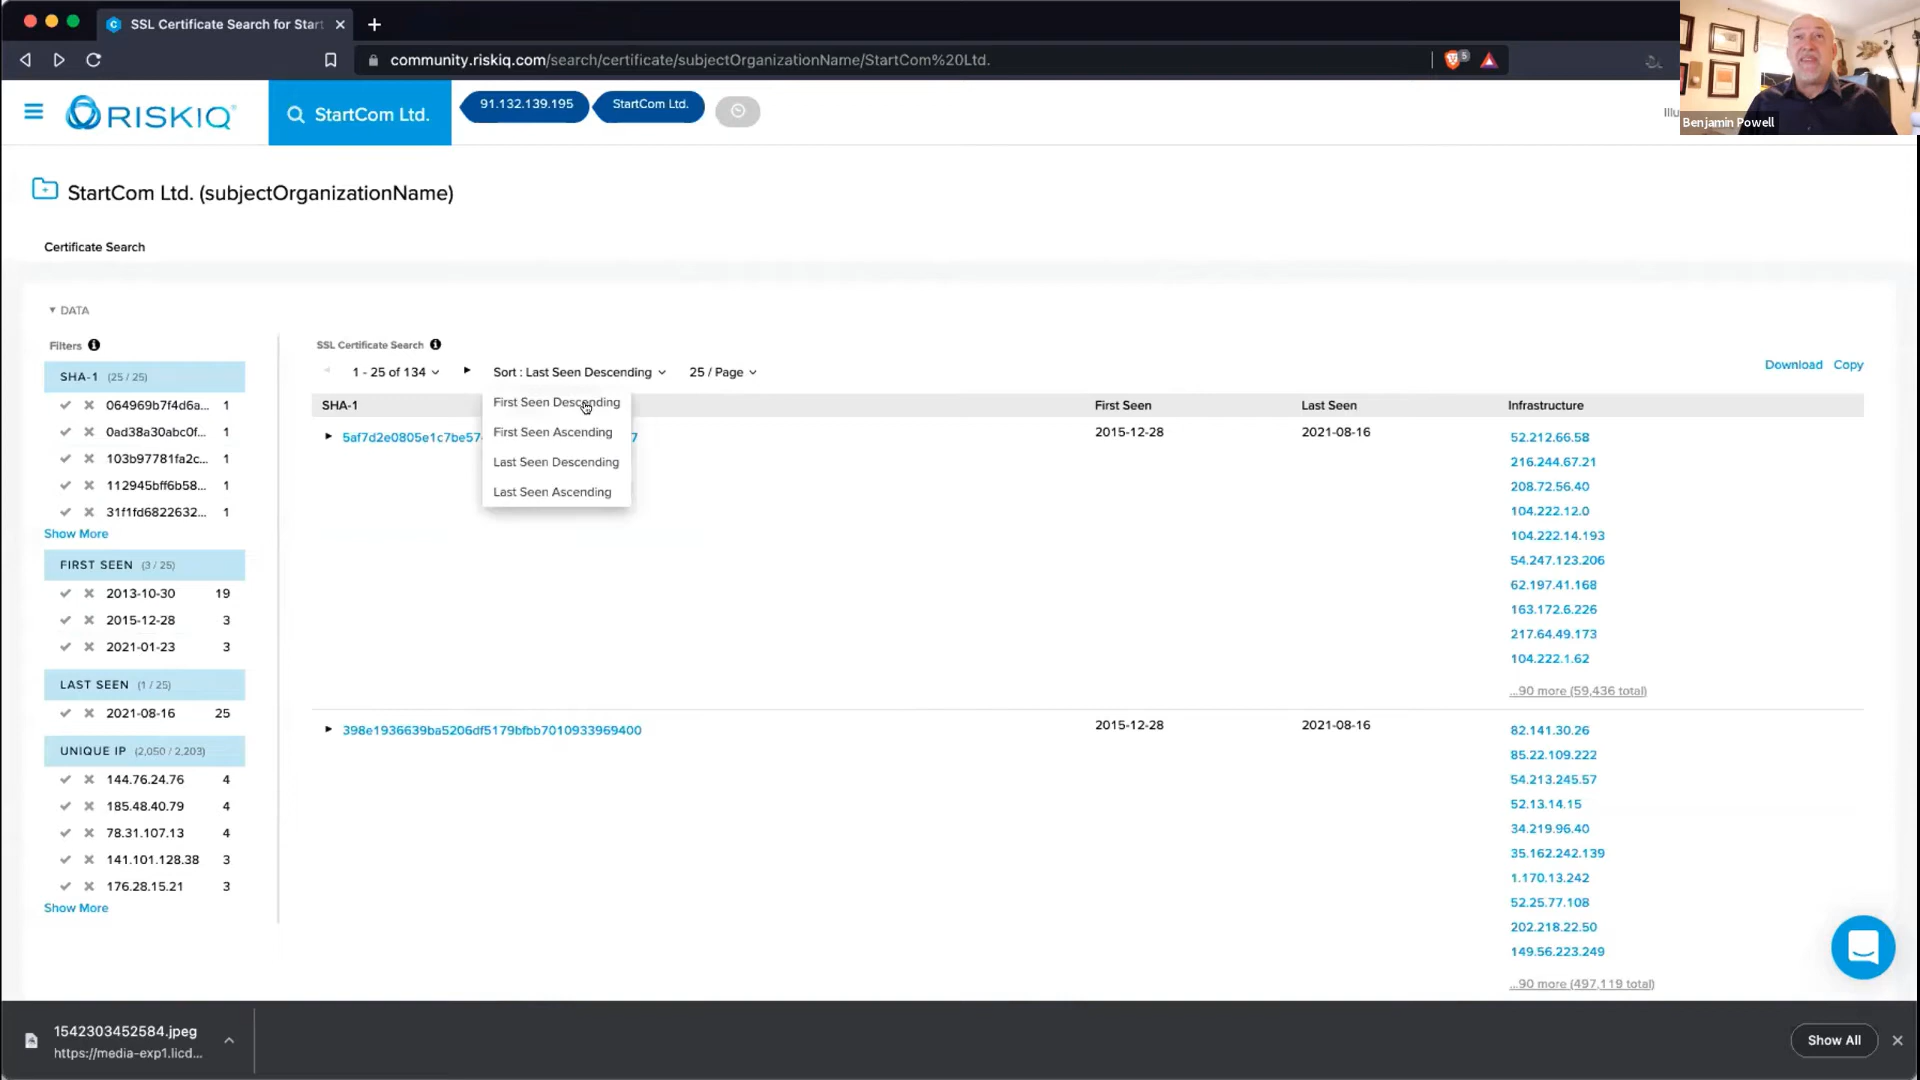 SSL Certificate Search for Start
community.riskiq.com/search/certificate/subjectOrganizationName/StartCom%20Ltd.
5
RISKIQ
StartCom Ltd.
91.132.139.195
StartCom Ltd.
Illu
Benjamin Powell
StartCom Ltd. (subjectOrganizationName)
Certificate Search
DATA
Filters
SHA-1 (25 / 25)
064969b7f4d6a... 1
0ad38a30abc0f... 1
103b97781fa2c... 1
112945bff6b58... 1
31f1fd6822632... 1
Show More
FIRST SEEN (3 / 25)
2013-10-30 19
2015-12-28 3
2021-01-23 3
LAST SEEN (1 / 25)
2021-08-16 25
UNIQUE IP (2,050 / 2,203)
144.76.24.76 4
185.48.40.79 4
78.31.107.13 4
141.101.128.38 3
176.28.15.21 3
Show More
SSL Certificate Search
1 - 25 of 134
Sort : Last Seen Descending
25 / Page
Download Copy
First Seen Descending
First Seen Ascending
Last Seen Descending
Last Seen Ascending
SHA-1 First Seen Last Seen Infrastructure
5af7d2e0805e1c7be57 7 2015-12-28 2021-08-16
52.212.66.58
216.244.67.21
208.72.56.40
104.222.12.0
104.222.14.193
54.247.123.206
62.197.41.168
163.172.6.226
217.64.49.173
104.222.1.62
...90 more (59,436 total)
398e1936639ba5206df5179bfbb7010933969400 2015-12-28 2021-08-16
82.141.30.26
85.22.109.222
54.213.245.57
52.13.14.15
34.219.96.40
35.162.242.139
1.170.13.242
52.25.77.108
202.218.22.50
149.56.223.249
...90 more (497,119 total)
1542303452584.jpeg
https://media-exp1.licd...
Show All